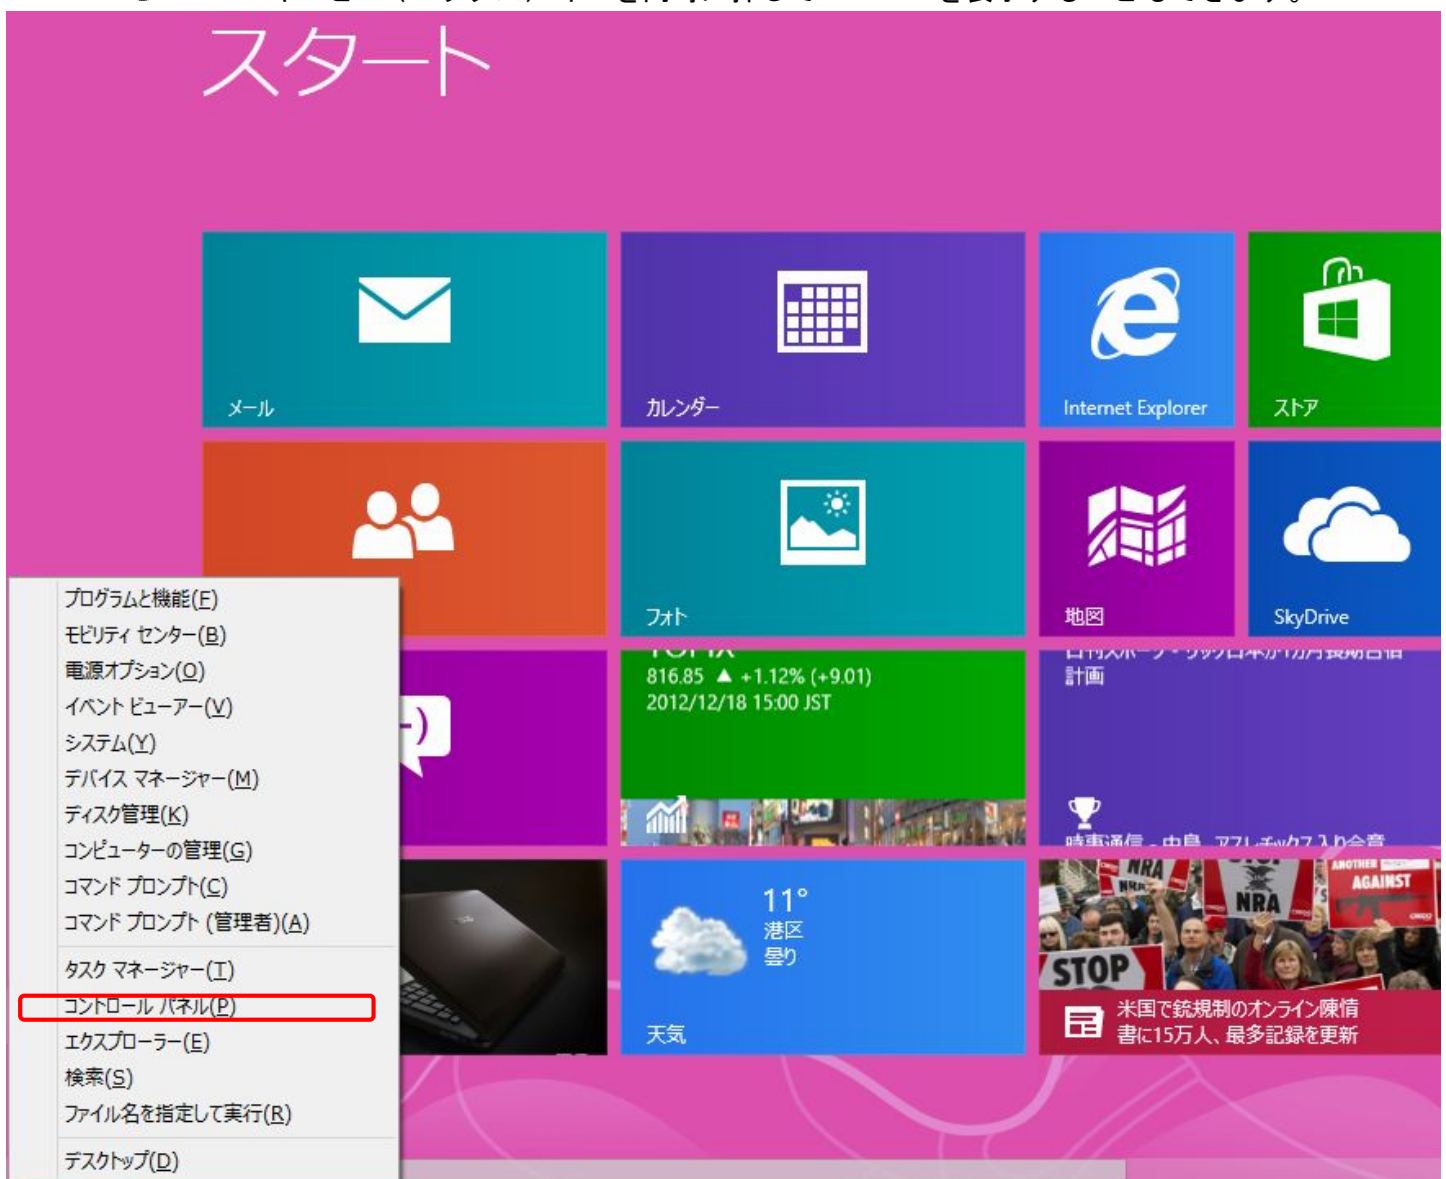 スタート
メール
カレンダー
Internet Explorer
ストア
フォト
地図
SkyDrive
プログラムと機能(F)
モビリティ センター(B)
電源オプション(O)
イベント ビューアー(V)
システム(Y)
デバイス マネージャー(M)
ディスク管理(K)
コンピューターの管理(G)
コマンド プロンプト(C)
コマンド プロンプト (管理者)(A)
タスク マネージャー(T)
コントロール パネル(P)
エクスプローラー(E)
検索(S)
ファイル名を指定して実行(R)
デスクトップ(D)
816.85 ▲ +1.12% (+9.01)
2012/12/18 15:00 JST
計画
11°
港区
曇り
天気
NRA
STOP
NRA
ANOTHER
AGAINST
米国で銃規制のオンライン陳情
書に15万人、最多記録を更新